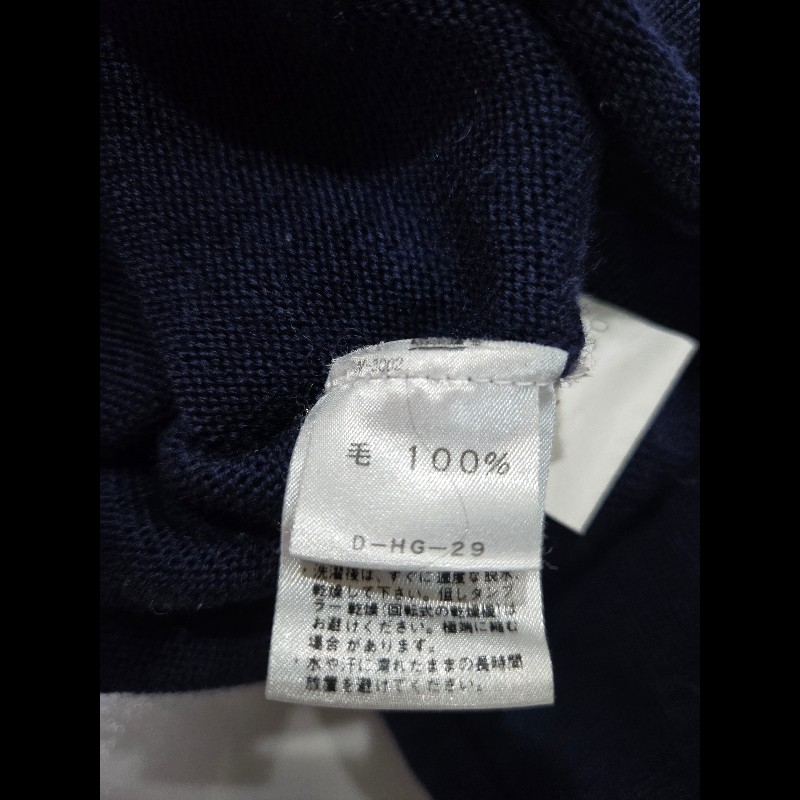 毛 100%
D-HG-29
・洗濯後は、すぐに適度な脱水
乾燥して下さい。但しタンブ
ラー乾燥(回転式の乾燥機)は
お避けください。極端に縮む
場合があります。
・水や汗に濡れたままの長時間
放置を避けてください。